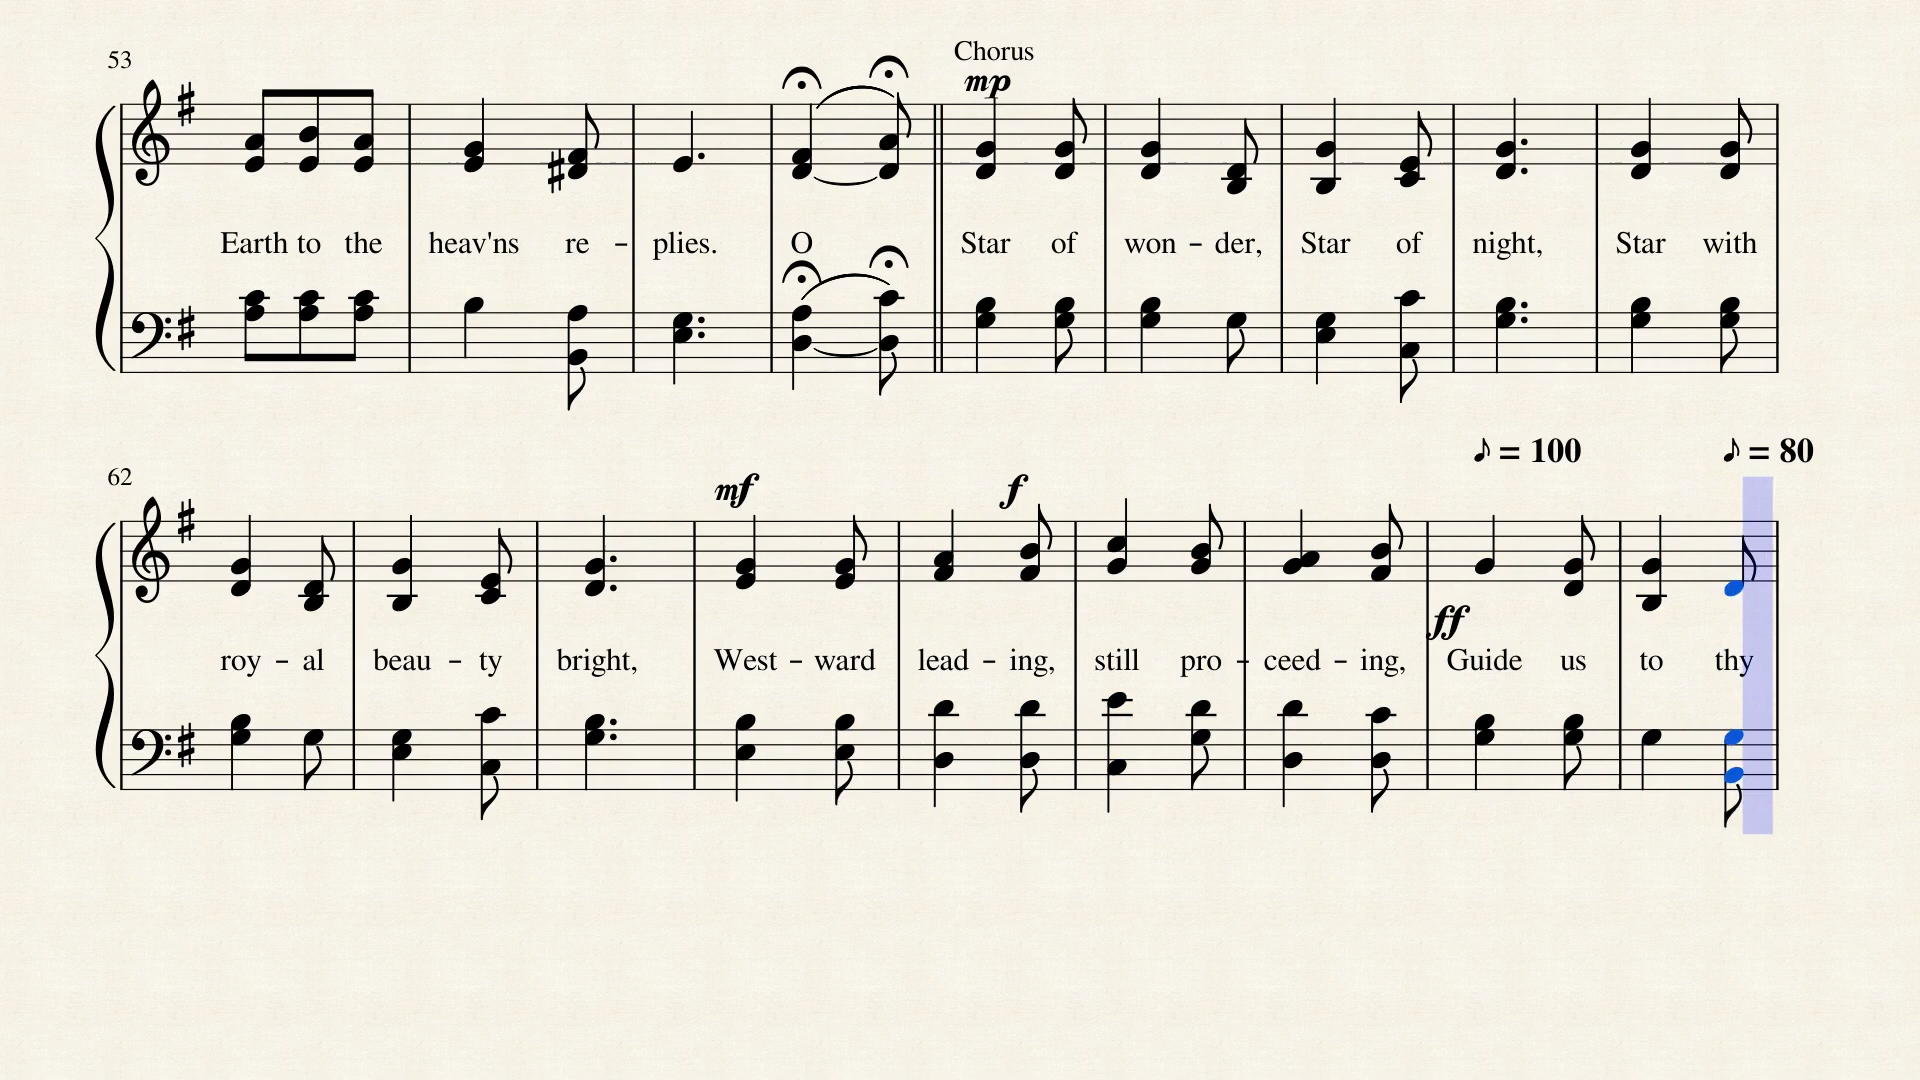 53
Chorus
mp
Earth to the heav'ns re - plies. O Star of won - der, Star of night, Star with
♪ = 100 ♪ = 80
62
mf f
ff
roy - al beau - ty bright, West - ward lead - ing, still pro - ceed - ing, Guide us to thy